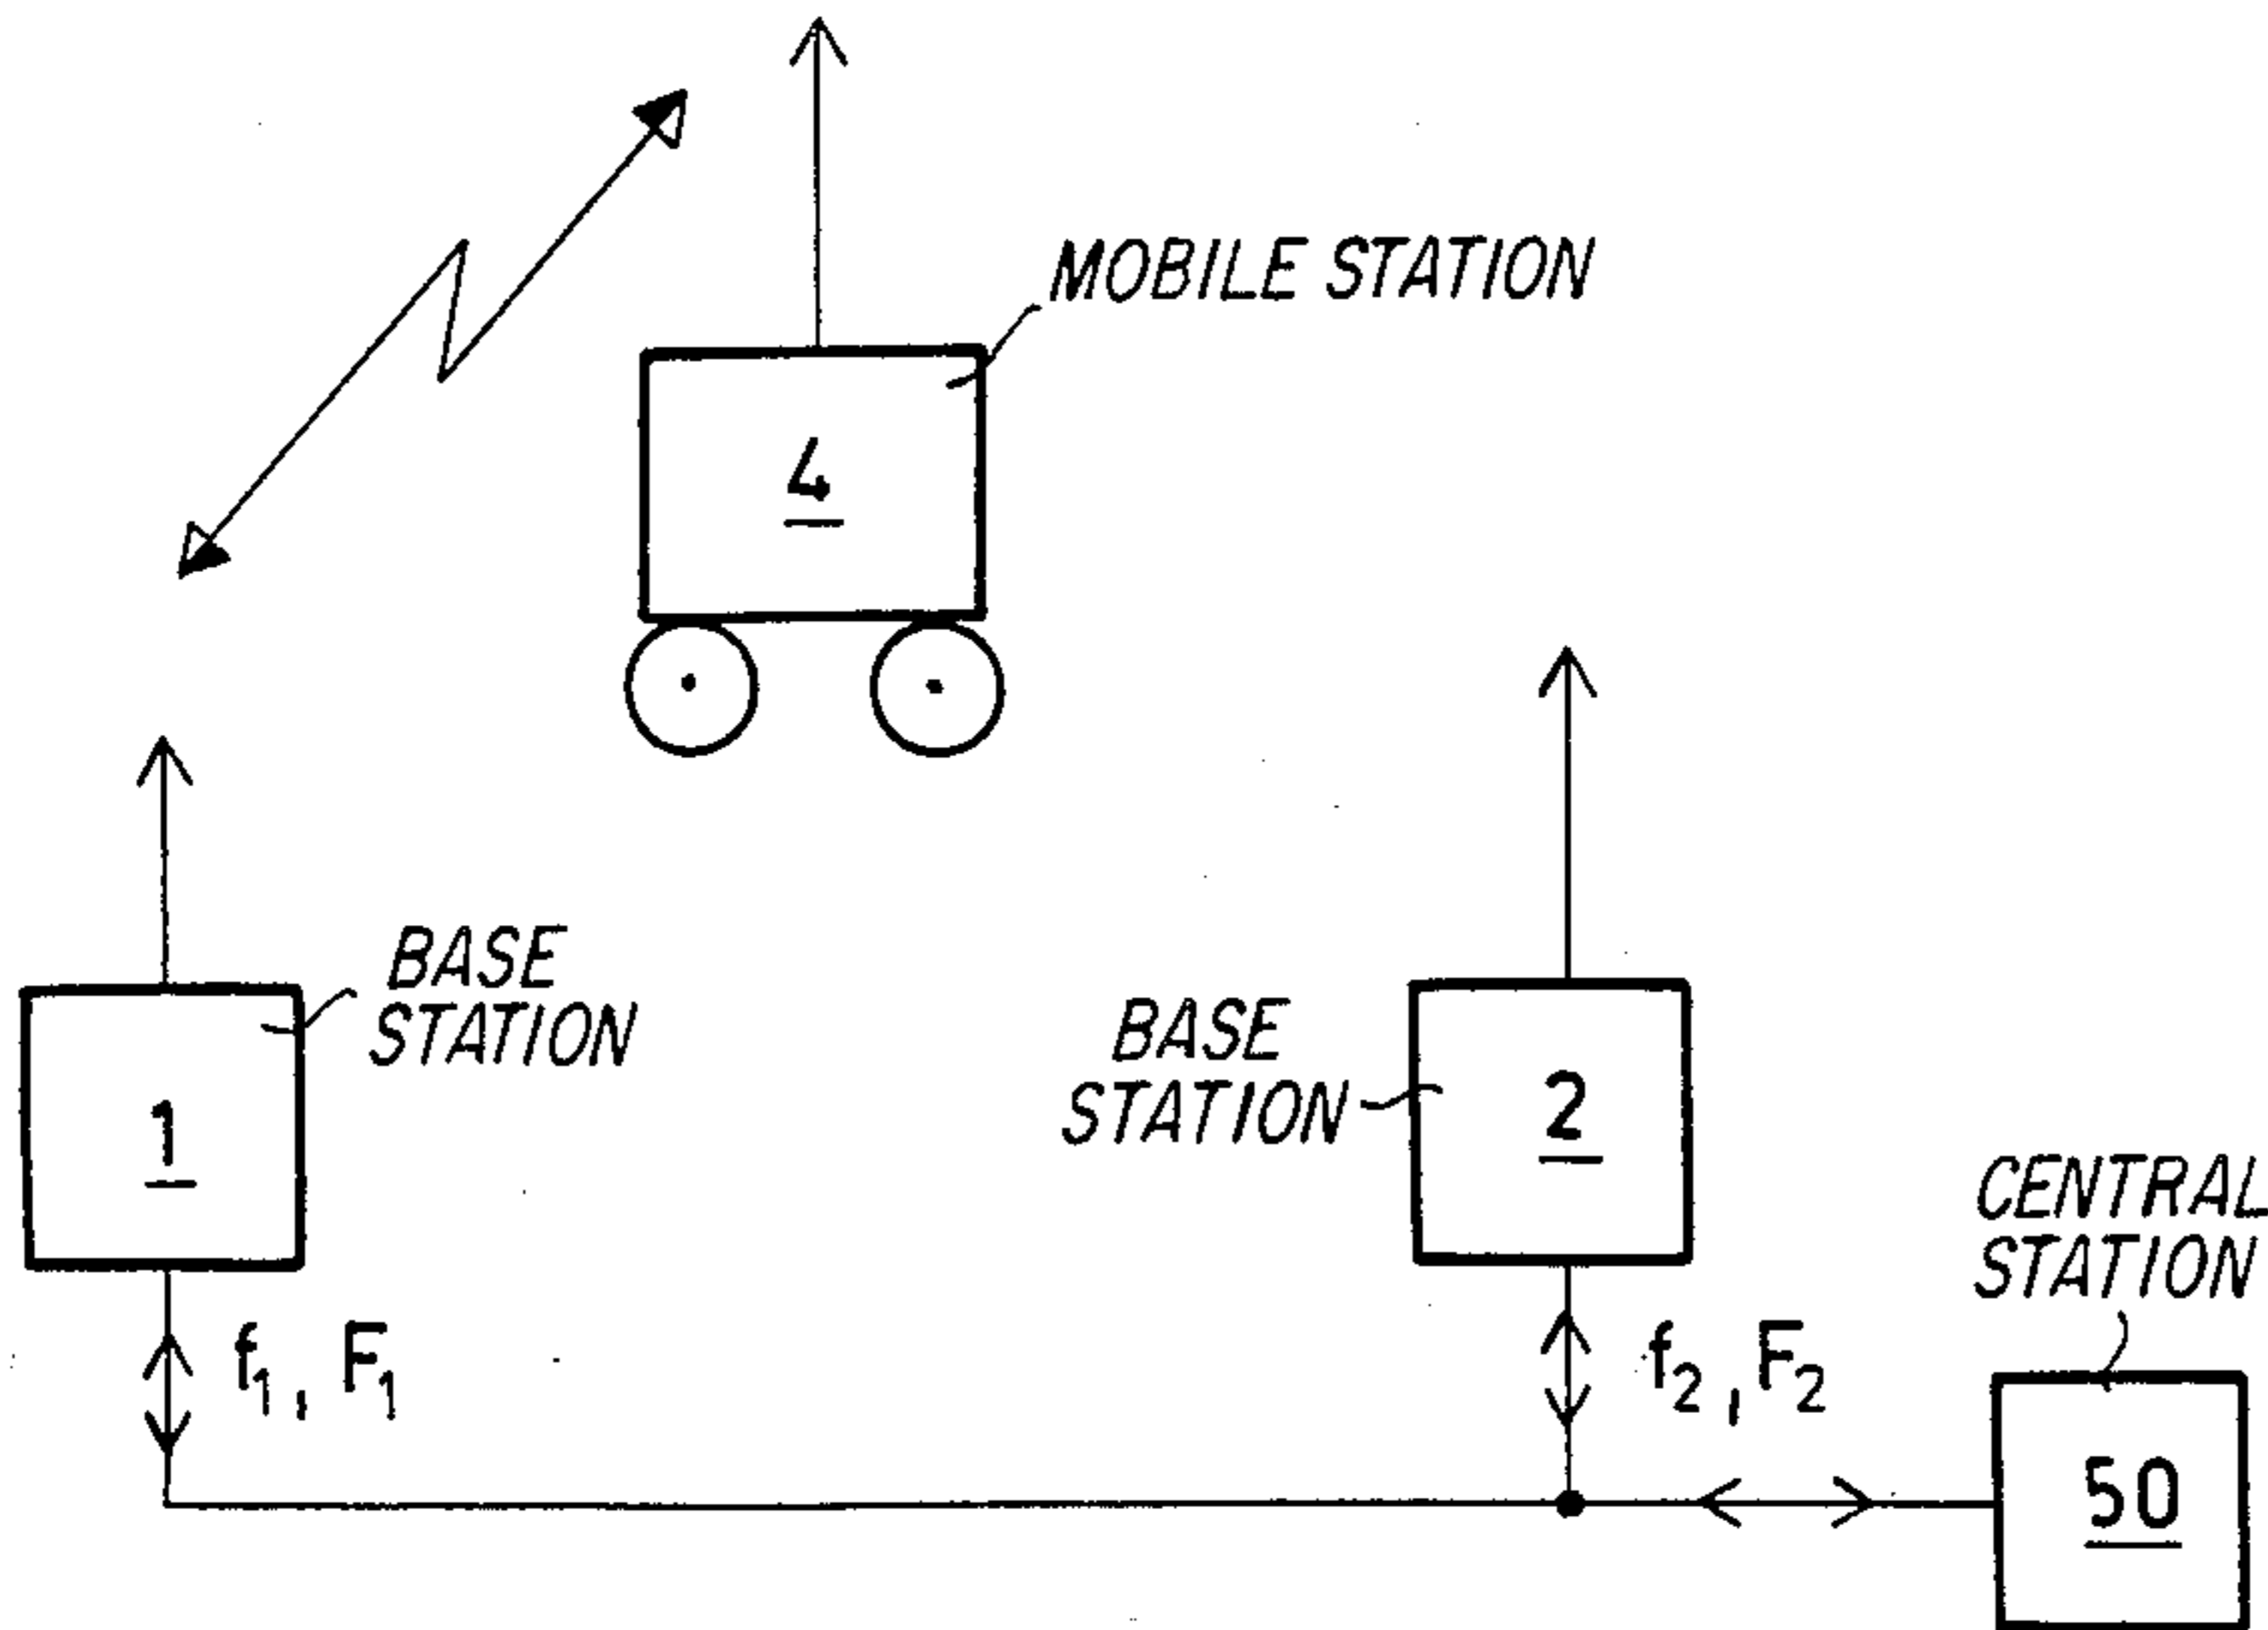 MOBILE STATION
4
BASE
STATION
1
BASE
STATION
2
CENTRAL
STATION
f₁, F₁
f₂, F₂
50